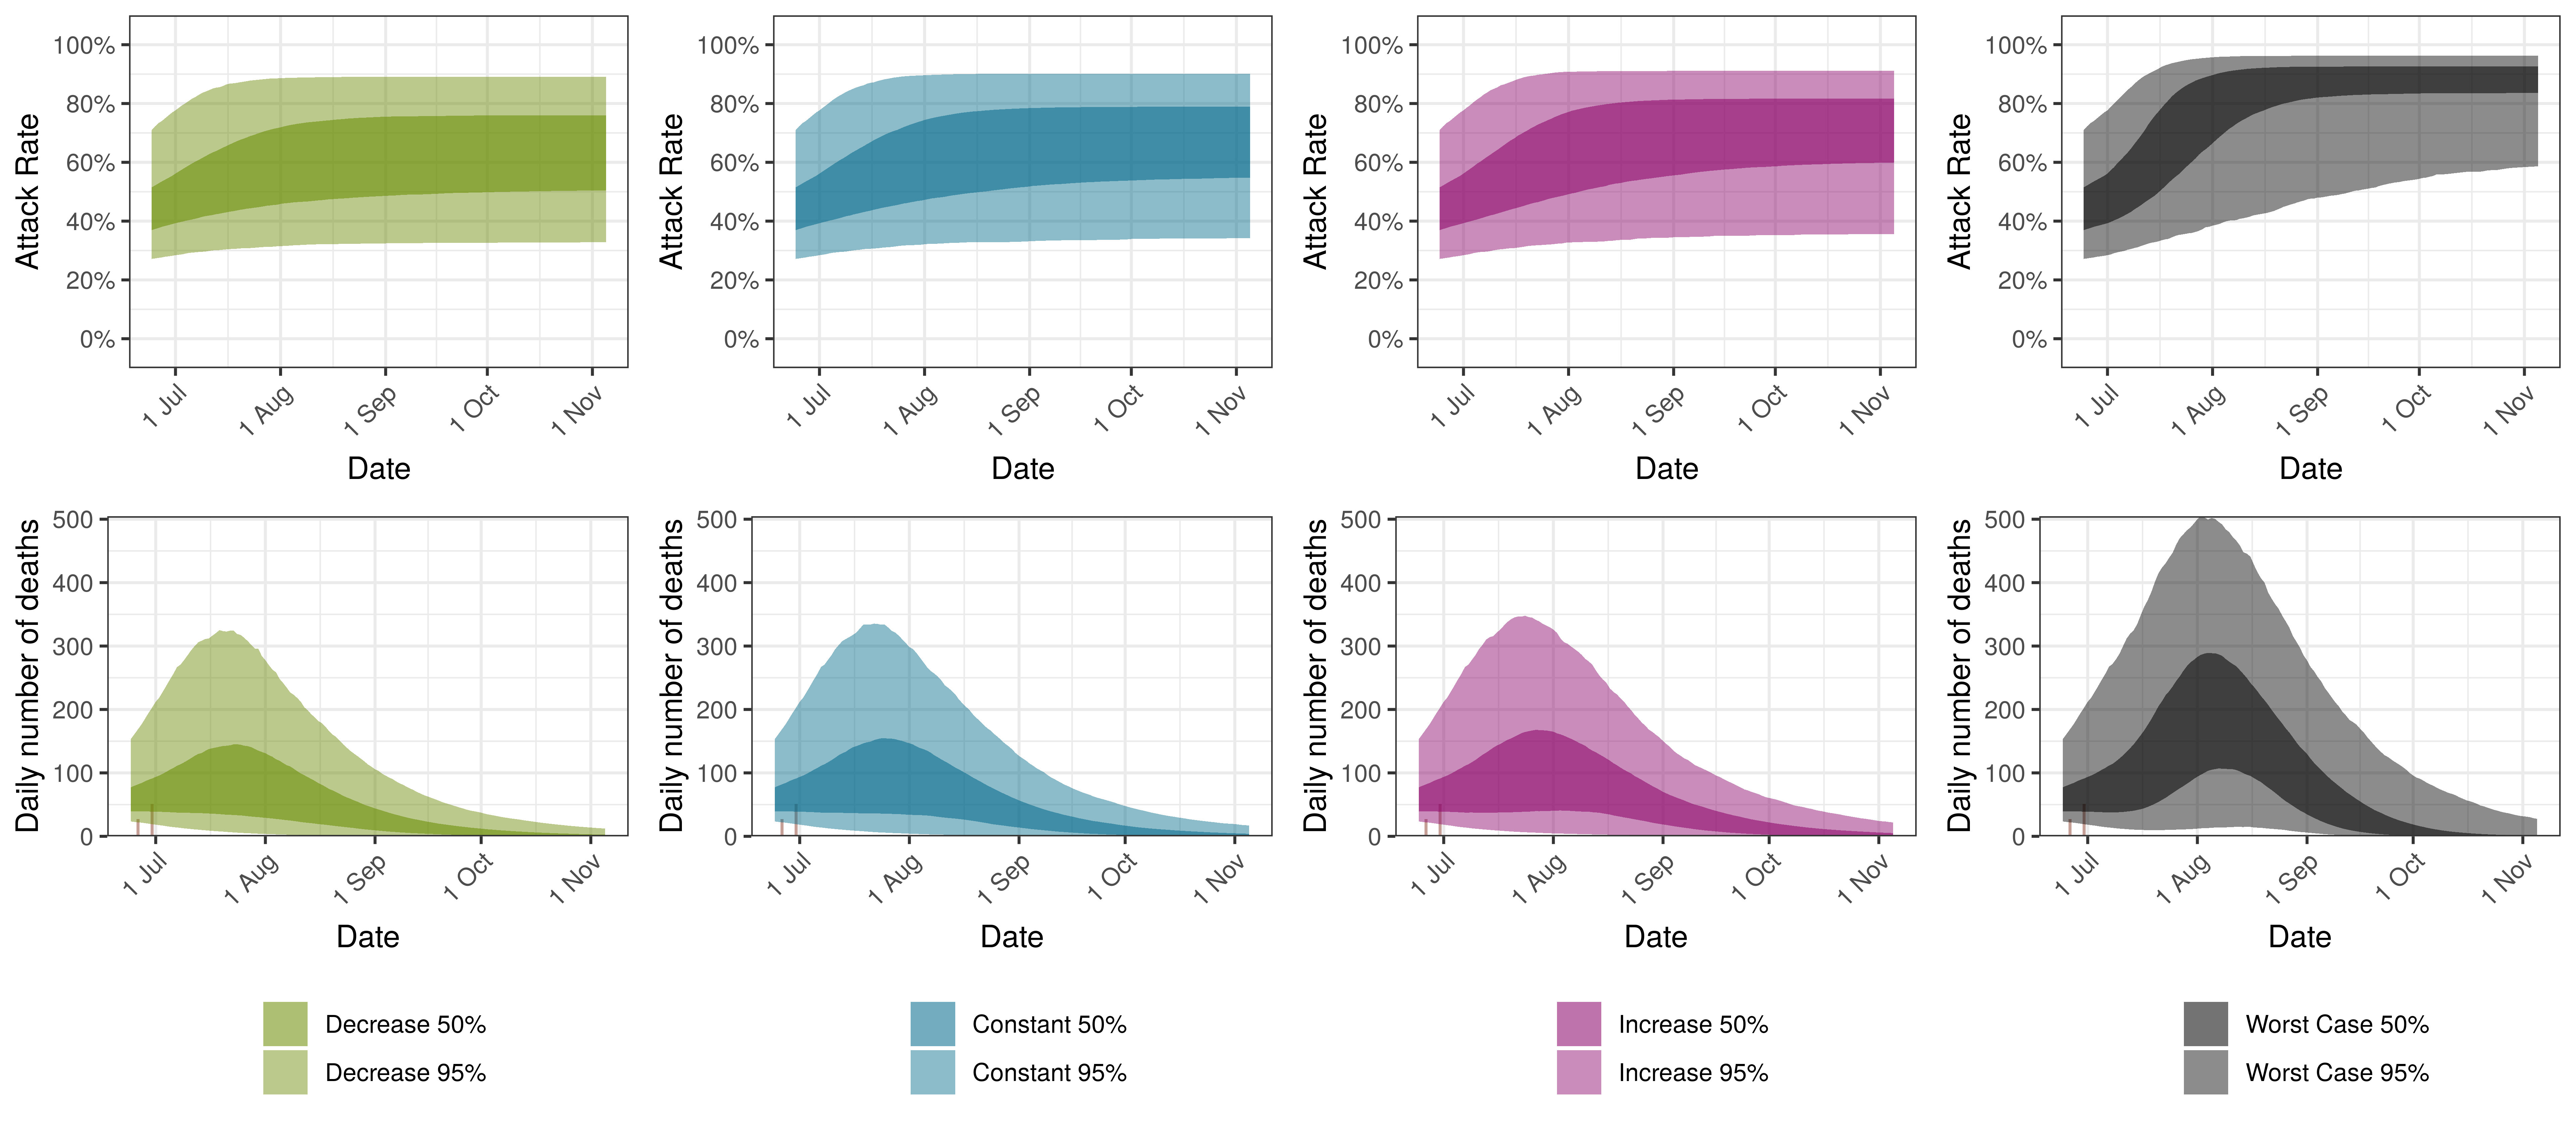 Attack Rate
100%
80%
60%
40%
20%
0%
1 Jul
1 Aug
1 Sep
1 Oct
1 Nov
Date
Attack Rate
100%
80%
60%
40%
20%
0%
1 Jul
1 Aug
1 Sep
1 Oct
1 Nov
Date
Attack Rate
100%
80%
60%
40%
20%
0%
1 Jul
1 Aug
1 Sep
1 Oct
1 Nov
Date
Attack Rate
100%
80%
60%
40%
20%
0%
1 Jul
1 Aug
1 Sep
1 Oct
1 Nov
Date
Daily number of deaths
500
400
300
200
100
0
1 Jul
1 Aug
1 Sep
1 Oct
1 Nov
Date
Daily number of deaths
500
400
300
200
100
0
1 Jul
1 Aug
1 Sep
1 Oct
1 Nov
Date
Daily number of deaths
500
400
300
200
100
0
1 Jul
1 Aug
1 Sep
1 Oct
1 Nov
Date
Daily number of deaths
500
400
300
200
100
0
1 Jul
1 Aug
1 Sep
1 Oct
1 Nov
Date
Decrease 50%
Decrease 95%
Constant 50%
Constant 95%
Increase 50%
Increase 95%
Worst Case 50%
Worst Case 95%